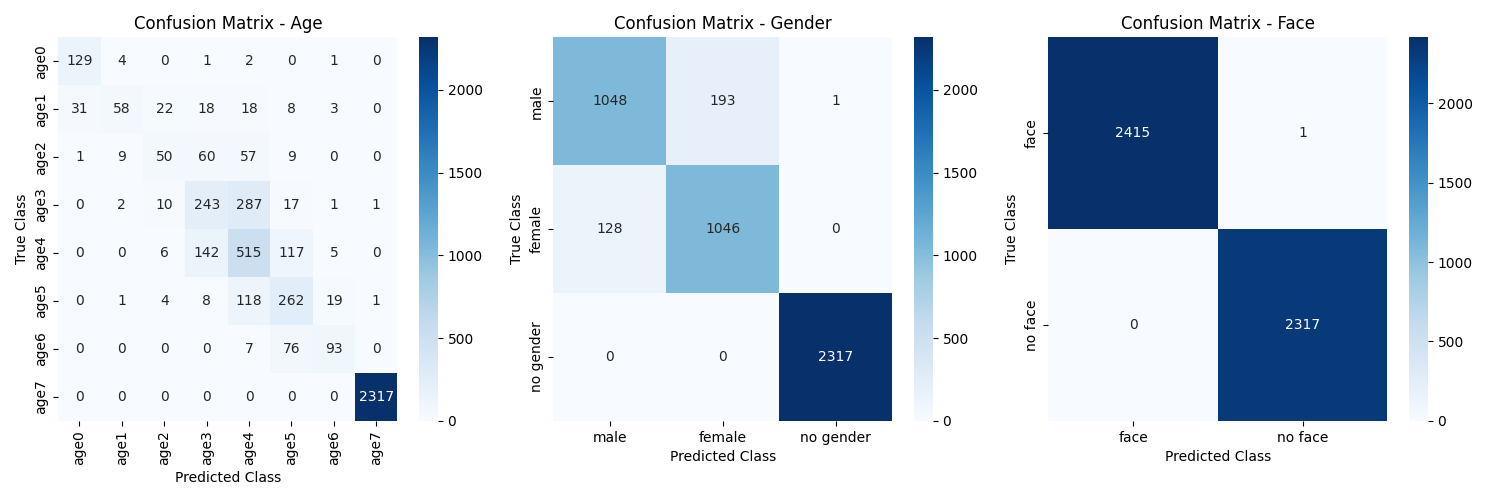 Confusion Matrix - Age
True Class
age0 129 4 0 1 2 0 1 0
age1 31 58 22 18 18 8 3 0
age2 1 9 50 60 57 9 0 0
age3 0 2 10 243 287 17 1 1
age4 0 0 6 142 515 117 5 0
age5 0 1 4 8 118 262 19 1
age6 0 0 0 0 7 76 93 0
age7 0 0 0 0 0 0 0 2317
age0 age1 age2 age3 age4 age5 age6 age7
Predicted Class
2000
1500
1000
500
0
Confusion Matrix - Gender
True Class
male 1048 193 1
female 128 1046 0
no gender 0 0 2317
male female no gender
Predicted Class
2000
1500
1000
500
0
Confusion Matrix - Face
True Class
face 2415 1
no face 0 2317
face no face
Predicted Class
2000
1500
1000
500
0